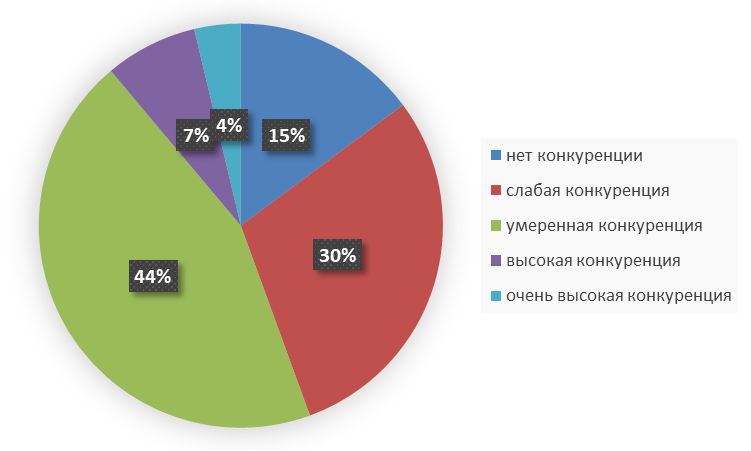 7%
4%
15%
30%
44%
нет конкуренции
слабая конкуренция
умеренная конкуренция
высокая конкуренция
очень высокая конкуренция